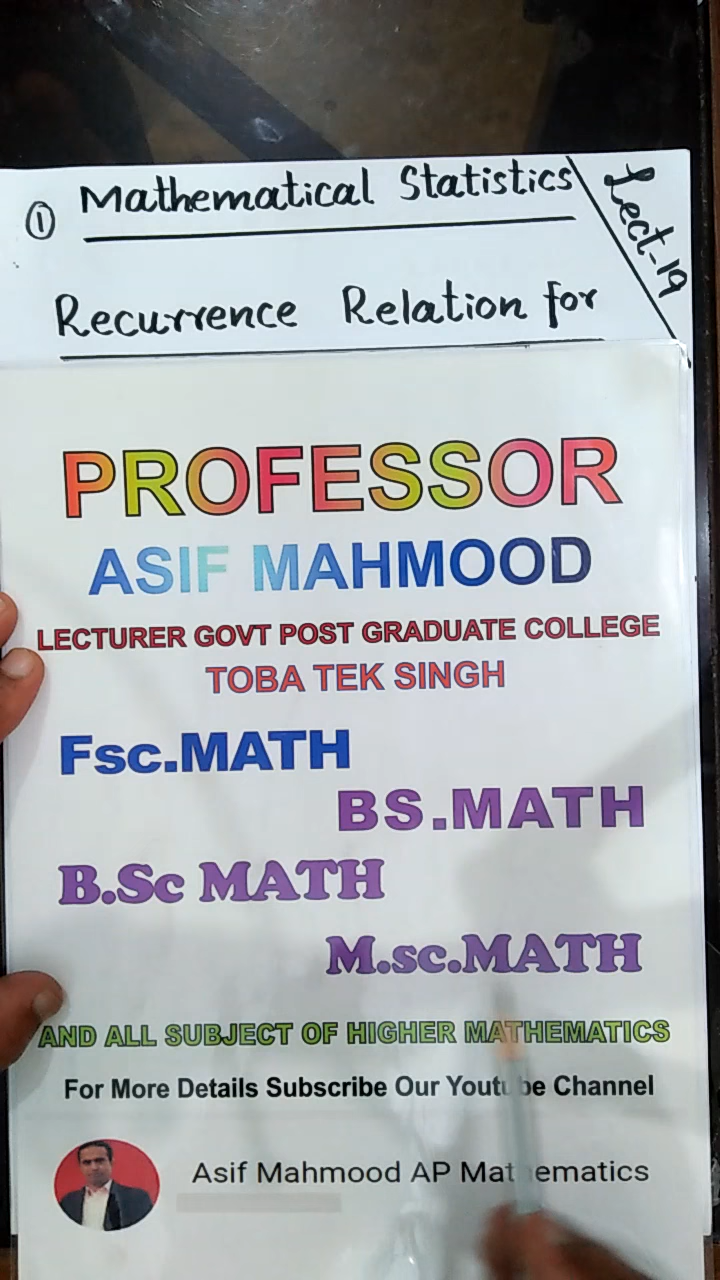 ① Mathematical Statistics
Lect-19
Recurrence Relation for
PROFESSOR
ASIF MAHMOOD
LECTURER GOVT POST GRADUATE COLLEGE
TOBA TEK SINGH
Fsc.MATH
BS.MATH
B.Sc MATH
M.sc.MATH
AND ALL SUBJECT OF HIGHER MATHEMATICS
For More Details Subscribe Our Youtube Channel
Asif Mahmood AP Mathematics